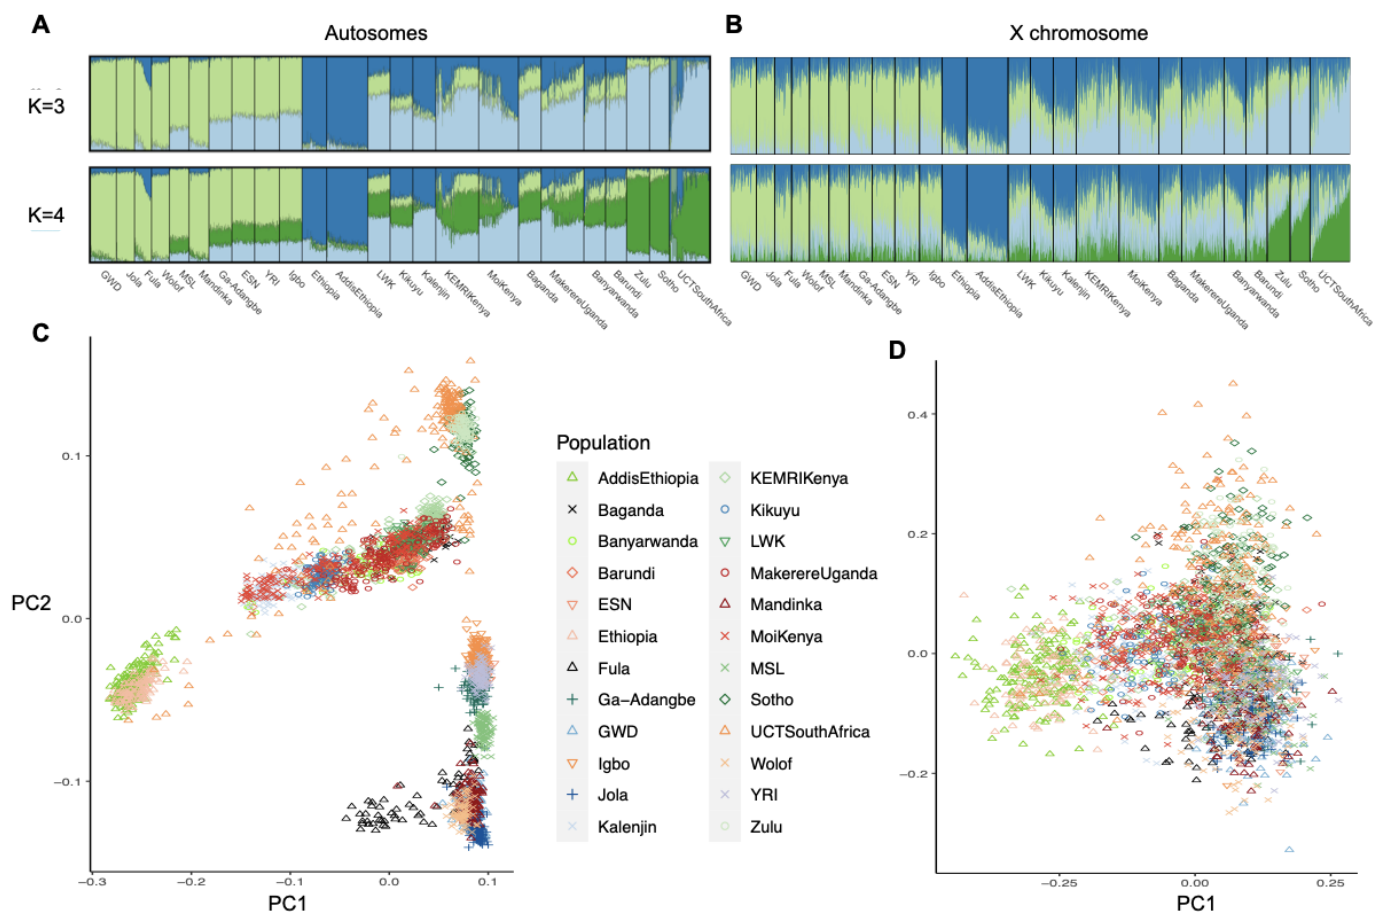 A
Autosomes
B
X chromosome
K=3
K=4
GWD
Jola
Fula
Wolof
MSL
Mandinka
Ga-Adangbe
ESN
YRI
Igbo
Ethiopia
AddisEthiopia
LWK
Kikuyu
Kalenjin
KEMRIKenya
MoiKenya
Baganda
MakerereUganda
Banyarwanda
Barundi
Zulu
Sotho
UCTSouthAfrica
GWD
Jola
Fula
Wolof
MSL
Mandinka
Ga-Adangbe
ESN
YRI
Igbo
Ethiopia
AddisEthiopia
LWK
Kikuyu
Kalenjin
KEMRIKenya
MoiKenya
Baganda
MakerereUganda
Banyarwanda
Barundi
Zulu
Sotho
UCTSouthAfrica
C
PC2
0.1
0.0
−0.1
−0.3
−0.2
−0.1
0.0
0.1
PC1
Population
AddisEthiopia
Baganda
Banyarwanda
Barundi
ESN
Ethiopia
Fula
Ga−Adangbe
GWD
Igbo
Jola
Kalenjin
KEMRIKenya
Kikuyu
LWK
MakerereUganda
Mandinka
MoiKenya
MSL
Sotho
UCTSouthAfrica
Wolof
YRI
Zulu
D
0.4
0.2
0.0
−0.2
−0.25
0.00
0.25
PC1